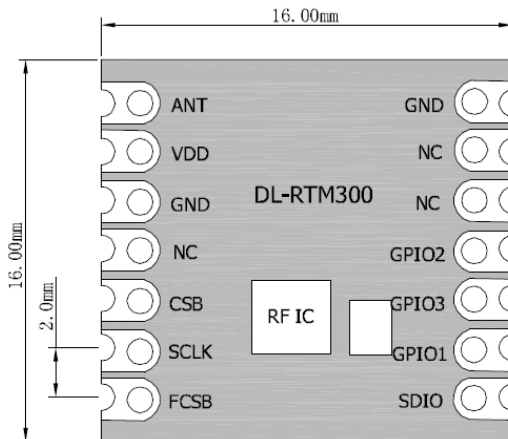 16.00mm
ANT
GND
VDD
NC
GND
DL-RTM300
NC
NC
GPIO2
16.00mm
2.0mm
CSB
RF IC
GPIO3
SCLK
GPIO1
FCSB
SDIO